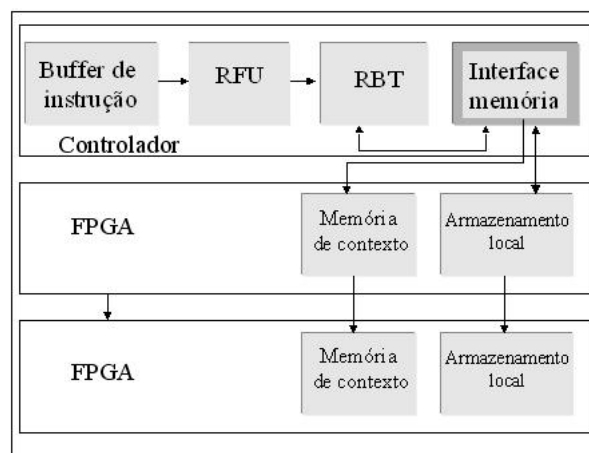 Buffer de
instrução
RFU
RBT
Interface
memória
Controlador
FPGA
Memória
de contexto
Armazenamento
local
FPGA
Memória
de contexto
Armazenamento
local